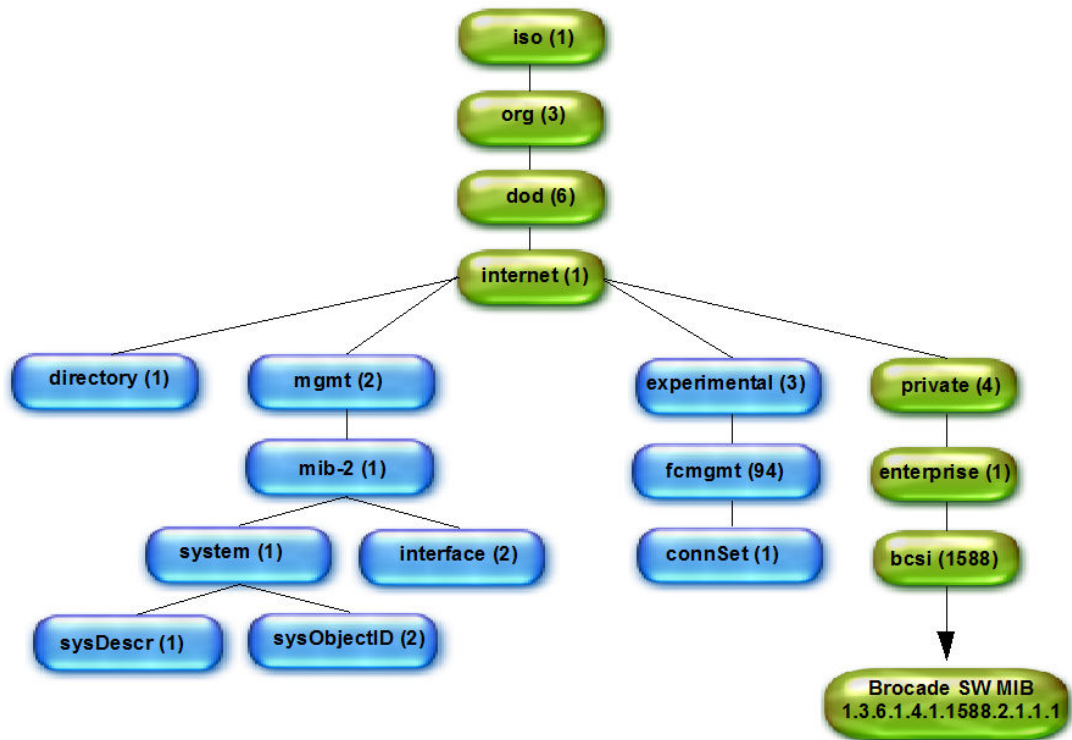 iso (1)
org (3)
dod (6)
internet (1)
directory (1)
mgmt (2)
experimental (3)
private (4)
mib-2 (1)
fcmgmt (94)
enterprise (1)
system (1)
interface (2)
connSet (1)
bcsi (1588)
sysDescr (1)
sysObjectID (2)
Brocade SW MIB
1.3.6.1.4.1.1588.2.1.1.1